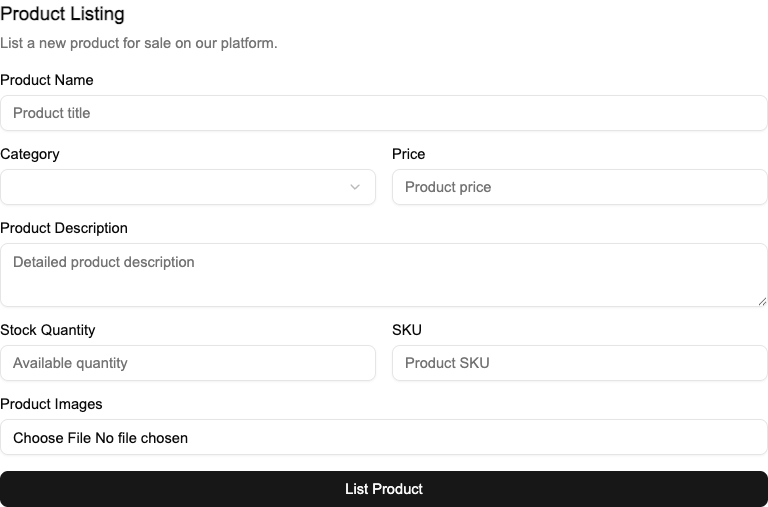 Product Listing
List a new product for sale on our platform.
Product Name
Product title
Category
Price
Product price
Product Description
Detailed product description
Stock Quantity
SKU
Available quantity
Product SKU
Product Images
Choose File No file chosen
List Product